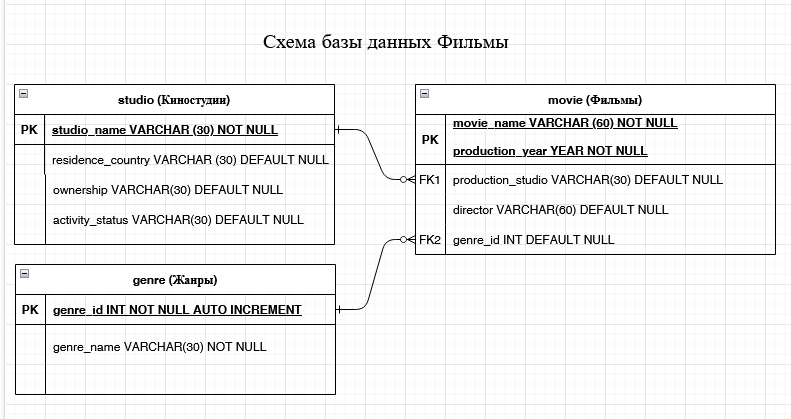 Схема базы данных Фильмы
studio (Киностудии)
PK studio_name VARCHAR (30) NOT NULL
residence_country VARCHAR (30) DEFAULT NULL
ownership VARCHAR(30) DEFAULT NULL
activity_status VARCHAR(30) DEFAULT NULL
genre (Жанры)
PK genre_id INT NOT NULL AUTO INCREMENT
genre_name VARCHAR(30) NOT NULL
movie (Фильмы)
movie_name VARCHAR (60) NOT NULL
PK
production_year YEAR NOT NULL
FK1 production_studio VARCHAR(30) DEFAULT NULL
director VARCHAR(60) DEFAULT NULL
FK2 genre_id INT DEFAULT NULL